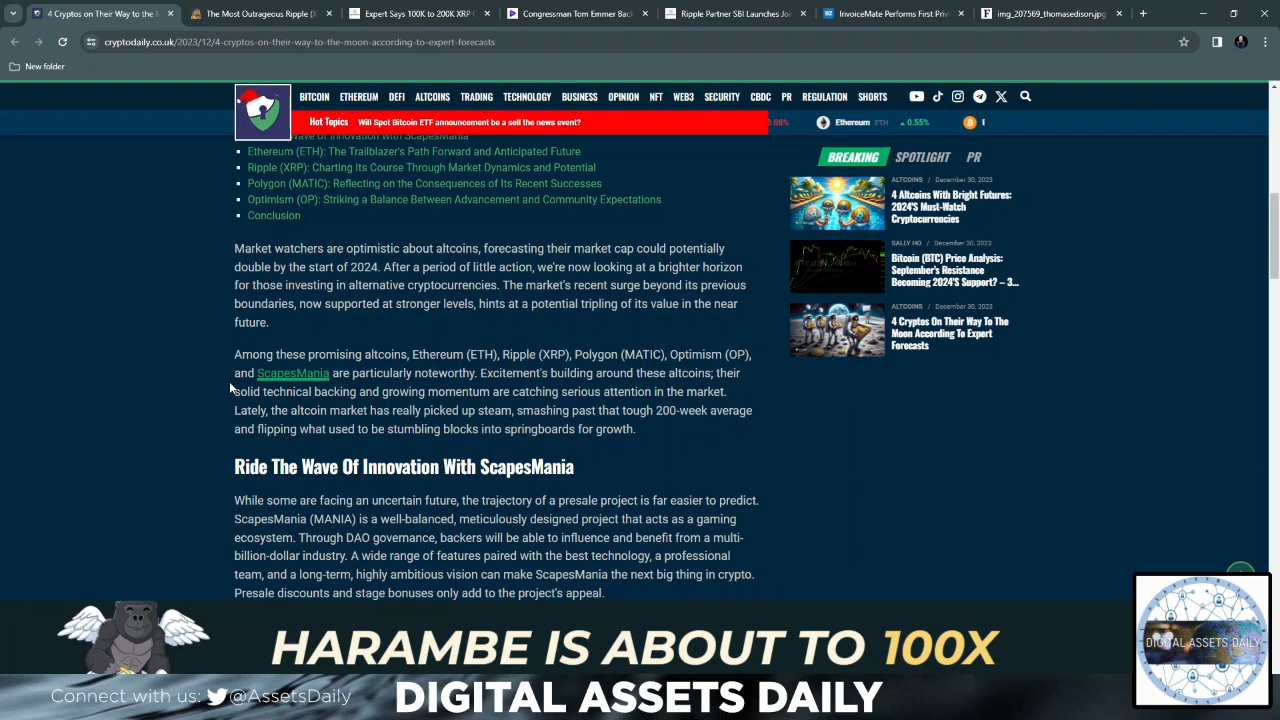 4 Cryptos on Their Way to the M
The Most Outrageous Ripple (X
Expert Says 100K to 200K XRP C
Congressman Tom Emmer Back
Ripple Partner SBI Launches Joi
InvoiceMate Performs First Priv
img_207569_thomasedison.jpg
cryptodaily.co.uk/2023/12/4-cryptos-on-their-way-to-the-moon-according-to-expert-forecasts
New folder
BITCOIN ETHEREUM DEFI ALTCOINS TRADING TECHNOLOGY BUSINESS OPINION NFT WEB3 SECURITY CBDC PR REGULATION SHORTS
Hot Topics Will Spot Bitcoin ETF announcement be a sell the news event?
0.08% Ethereum ETH 0.55% E
Wave of Innovation with ScapesMania
Ethereum (ETH): The Trailblazer's Path Forward and Anticipated Future
Ripple (XRP): Charting Its Course Through Market Dynamics and Potential
Polygon (MATIC): Reflecting on the Consequences of Its Recent Successes
Optimism (OP): Striking a Balance Between Advancement and Community Expectations
Conclusion
Market watchers are optimistic about altcoins, forecasting their market cap could potentially
double by the start of 2024. After a period of little action, we're now looking at a brighter horizon
for those investing in alternative cryptocurrencies. The market's recent surge beyond its previous
boundaries, now supported at stronger levels, hints at a potential tripling of its value in the near
future.
Among these promising altcoins, Ethereum (ETH), Ripple (XRP), Polygon (MATIC), Optimism (OP),
and ScapesMania are particularly noteworthy. Excitement's building around these altcoins; their
solid technical backing and growing momentum are catching serious attention in the market.
Lately, the altcoin market has really picked up steam, smashing past that tough 200-week average
and flipping what used to be stumbling blocks into springboards for growth.
Ride The Wave Of Innovation With ScapesMania
While some are facing an uncertain future, the trajectory of a presale project is far easier to predict.
ScapesMania (MANIA) is a well-balanced, meticulously designed project that acts as a gaming
ecosystem. Through DAO governance, backers will be able to influence and benefit from a multi-
billion-dollar industry. A wide range of features paired with the best technology, a professional
team, and a long-term, highly ambitious vision can make ScapesMania the next big thing in crypto.
Presale discounts and stage bonuses only add to the project's appeal.
BREAKING SPOTLIGHT PR
ALTCOINS / December 30, 2023
4 Altcoins With Bright Futures:
2024'S Must-Watch
Cryptocurrencies
SALLY HO / December 30, 2023
Bitcoin (BTC) Price Analysis:
September's Resistance
Becoming 2024'S Support? – 3...
ALTCOINS / December 30, 2023
4 Cryptos On Their Way To The
Moon According To Expert
Forecasts
HARAMBE IS ABOUT TO 100X
Connect with us: @AssetsDaily
DIGITAL ASSETS DAILY
DIGITAL ASSETS DAILY